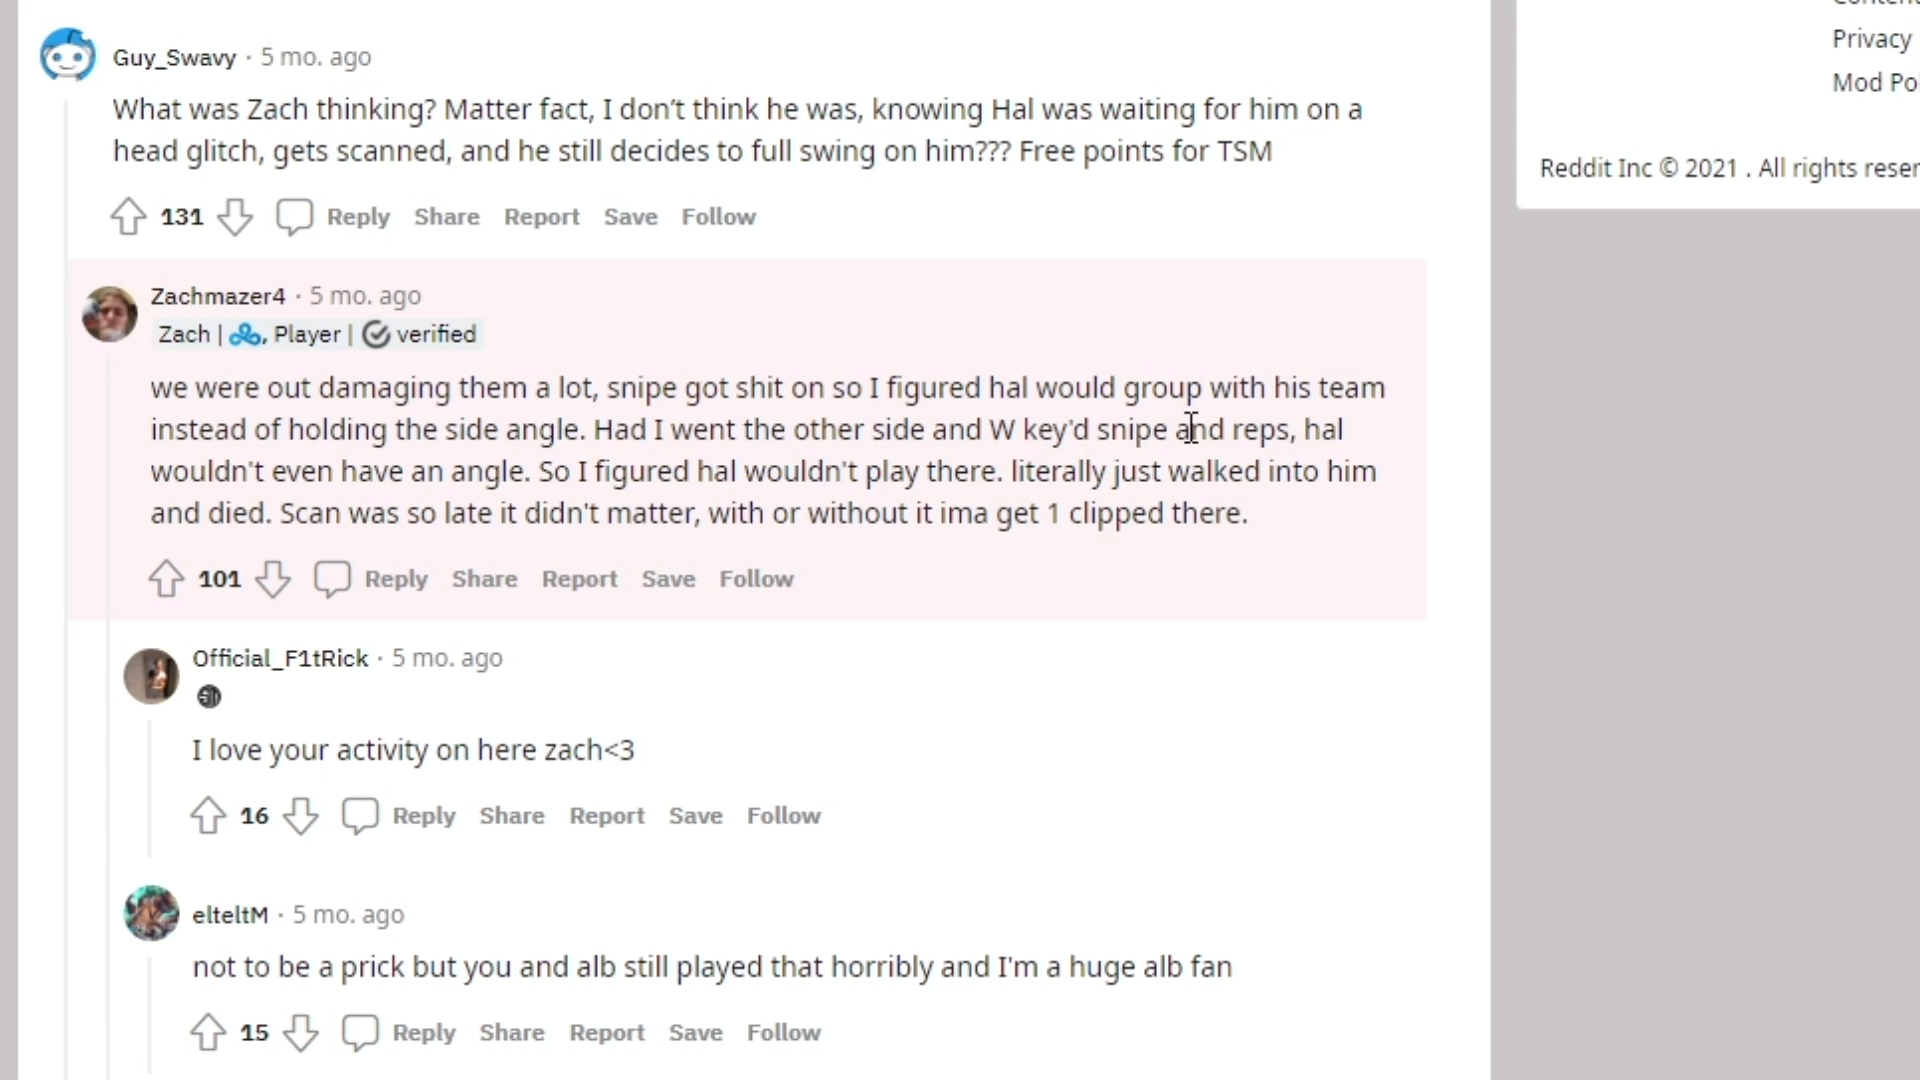 Guy_Swavy · 5 mo. ago
What was Zach thinking? Matter fact, I don’t think he was, knowing Hal was waiting for him on a
head glitch, gets scanned, and he still decides to full swing on him??? Free points for TSM
131 Reply Share Report Save Follow
Zachmazer4 · 5 mo. ago
Zach | , Player | verified
we were out damaging them a lot, snipe got shit on so I figured hal would group with his team
instead of holding the side angle. Had I went the other side and W key'd snipe and reps, hal
wouldn't even have an angle. So I figured hal wouldn't play there. literally just walked into him
and died. Scan was so late it didn't matter, with or without it ima get 1 clipped there.
101 Reply Share Report Save Follow
Official_F1tRick · 5 mo. ago
I love your activity on here zach<3
16 Reply Share Report Save Follow
elteltM · 5 mo. ago
not to be a prick but you and alb still played that horribly and I'm a huge alb fan
15 Reply Share Report Save Follow
Privacy
Mod Po
Reddit Inc © 2021 . All rights reser